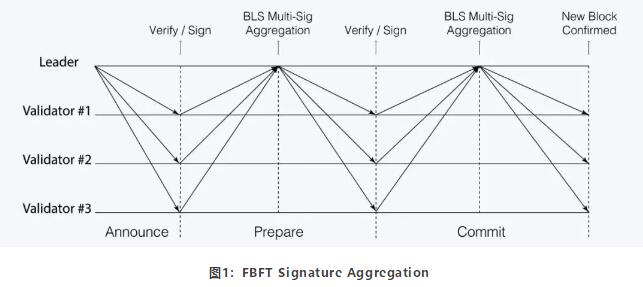 BLS Multi-Sig
BLS Multi-Sig
New Block
Verify / Sign
Aggregation
Verify / Sign
Aggregation
Confirmed
Leader
Validator #1
Validator #2
Validator #3
Announce
Prepare
Commit
图1: FBFT Signature Aggregation